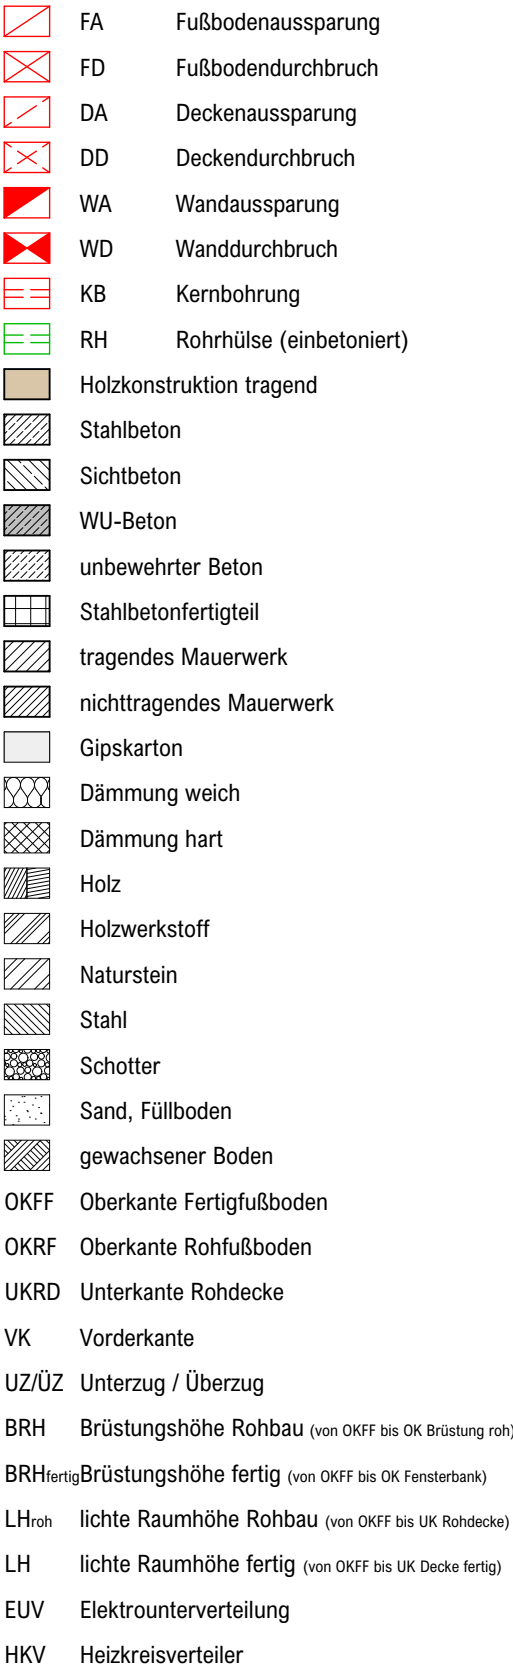 FA Fußbodenaussparung
FD Fußbodendurchbruch
DA Deckenaussparung
DD Deckendurchbruch
WA Wandaussparung
WD Wanddurchbruch
KB Kernbohrung
RH Rohrhülse (einbetoniert)
Holzkonstruktion tragend
Stahlbeton
Sichtbeton
WU-Beton
unbewehrter Beton
Stahlbetonfertigteil
tragendes Mauerwerk
nichttragendes Mauerwerk
Gipskarton
Dämmung weich
Dämmung hart
Holz
Holzwerkstoff
Naturstein
Stahl
Schotter
Sand, Füllboden
gewachsener Boden
OKFF Oberkante Fertigfußboden
OKRF Oberkante Rohfußboden
UKRD Unterkante Rohdecke
VK Vorderkante
UZ/ÜZ Unterzug / Überzug
BRH Brüstungshöhe Rohbau (von OKFF bis OK Brüstung roh)
BRHfertig Brüstungshöhe fertig (von OKFF bis OK Fensterbank)
LHroh lichte Raumhöhe Rohbau (von OKFF bis UK Rohdecke)
LH lichte Raumhöhe fertig (von OKFF bis UK Decke fertig)
EUV Elektrounterverteilung
HKV Heizkreisverteiler